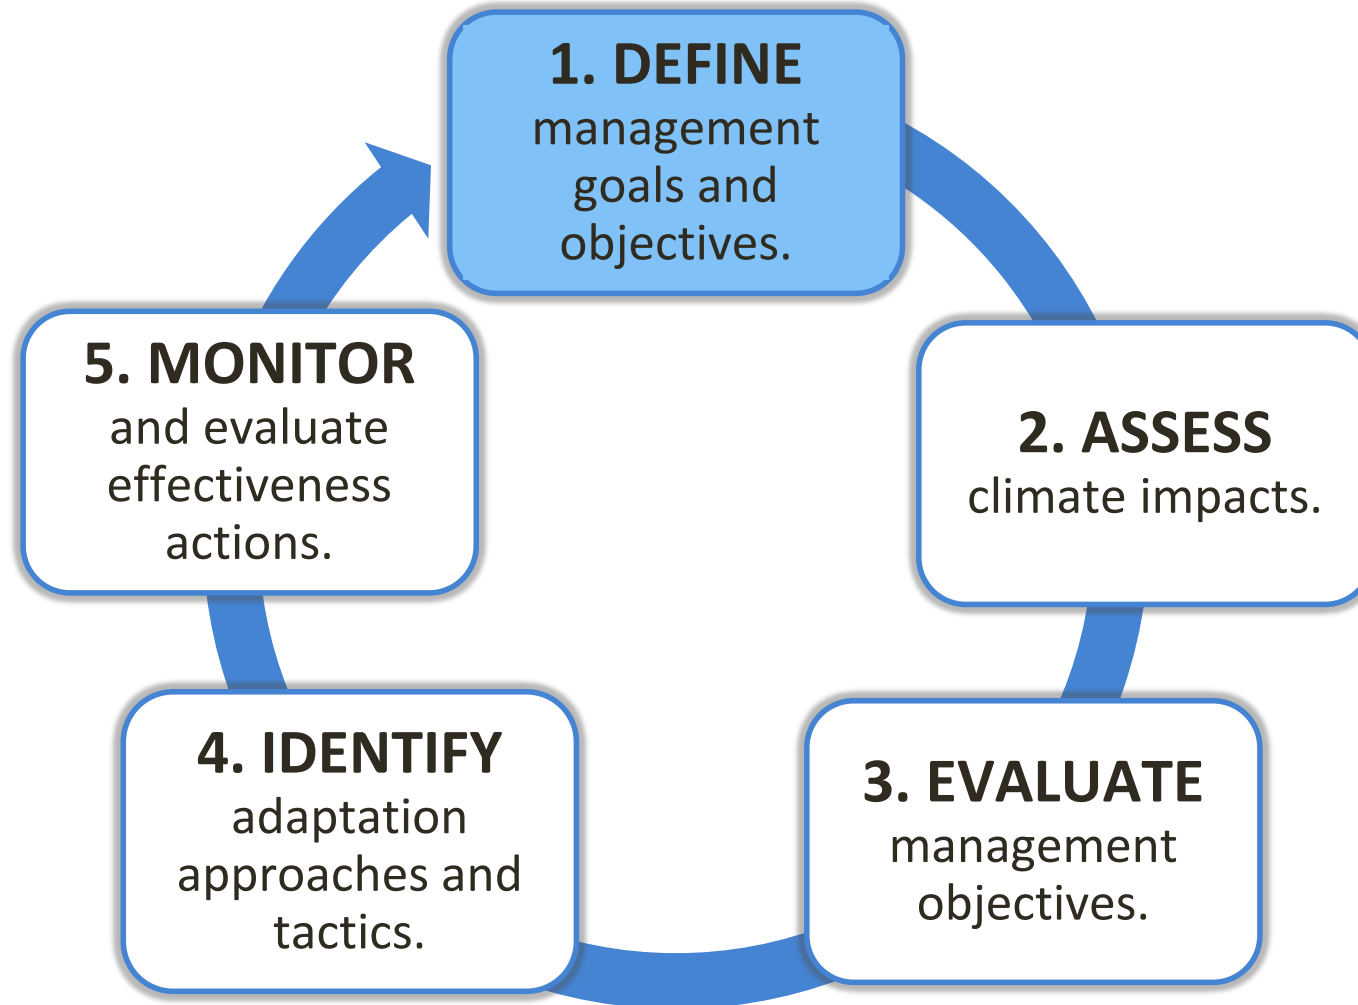 1. DEFINE
management
goals and
objectives.
2. ASSESS
climate impacts.
3. EVALUATE
management
objectives.
4. IDENTIFY
adaptation
approaches and
tactics.
5. MONITOR
and evaluate
effectiveness
actions.